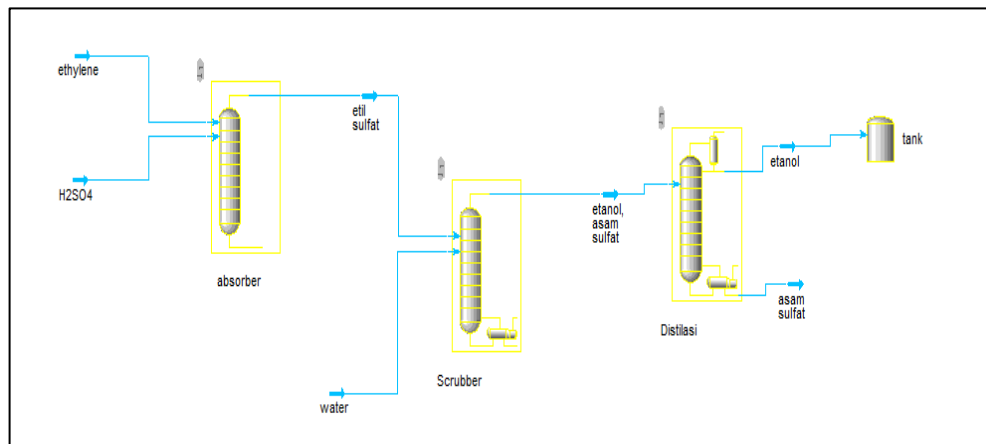 ethylene
H2SO4
absorber
etil
sulfat
water
Scrubber
etanol,
asam
sulfat
Distilasi
etanol
tank
asam
sulfat